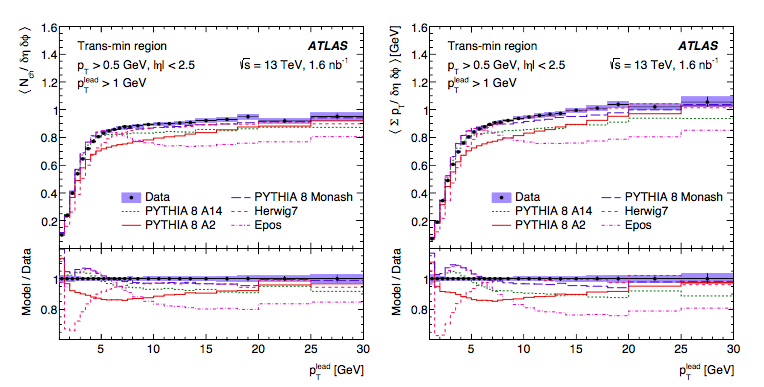 ⟨ N_ch / δη δϕ ⟩
1.6
1.4
1.2
1
0.8
0.6
0.4
0.2
Trans-min region
ATLAS
p_T > 0.5 GeV, |η| < 2.5
√s = 13 TeV, 1.6 nb⁻¹
p_T^lead > 1 GeV
Data
PYTHIA 8 A14
PYTHIA 8 A2
PYTHIA 8 Monash
Herwig7
Epos
Model / Data
1
0.8
5 10 15 20 25 30
p_T^lead [GeV]
⟨ Σ p_T / δη δϕ ⟩ [GeV]
1.6
1.4
1.2
1
0.8
0.6
0.4
0.2
Trans-min region
ATLAS
p_T > 0.5 GeV, |η| < 2.5
√s = 13 TeV, 1.6 nb⁻¹
p_T^lead > 1 GeV
Data
PYTHIA 8 A14
PYTHIA 8 A2
PYTHIA 8 Monash
Herwig7
Epos
Model / Data
1
0.8
5 10 15 20 25 30
p_T^lead [GeV]